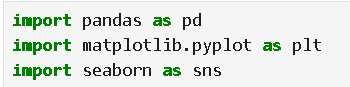 import pandas as pd
import matplotlib.pyplot as plt
import seaborn as sns